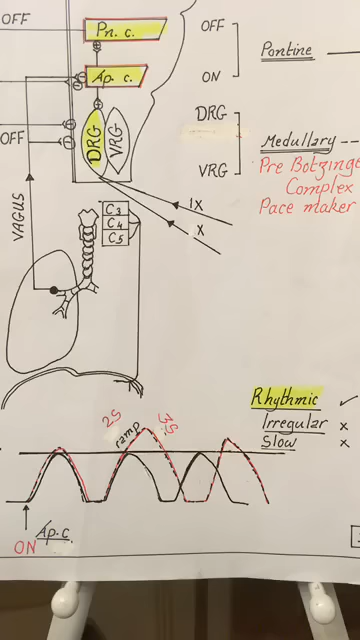 OFF
Pn. c.
OFF
Pontine
Ap. c.
ON
DRG
OFF
DRG
VRG
Medullary
VRG
Pre Botzinge
Complex
Pace maker
IX
X
VAGUS
C3
C4
C5
Rhythmic
Irregular x
Slow x
2S
ramp
3S
Ap.c.
ON